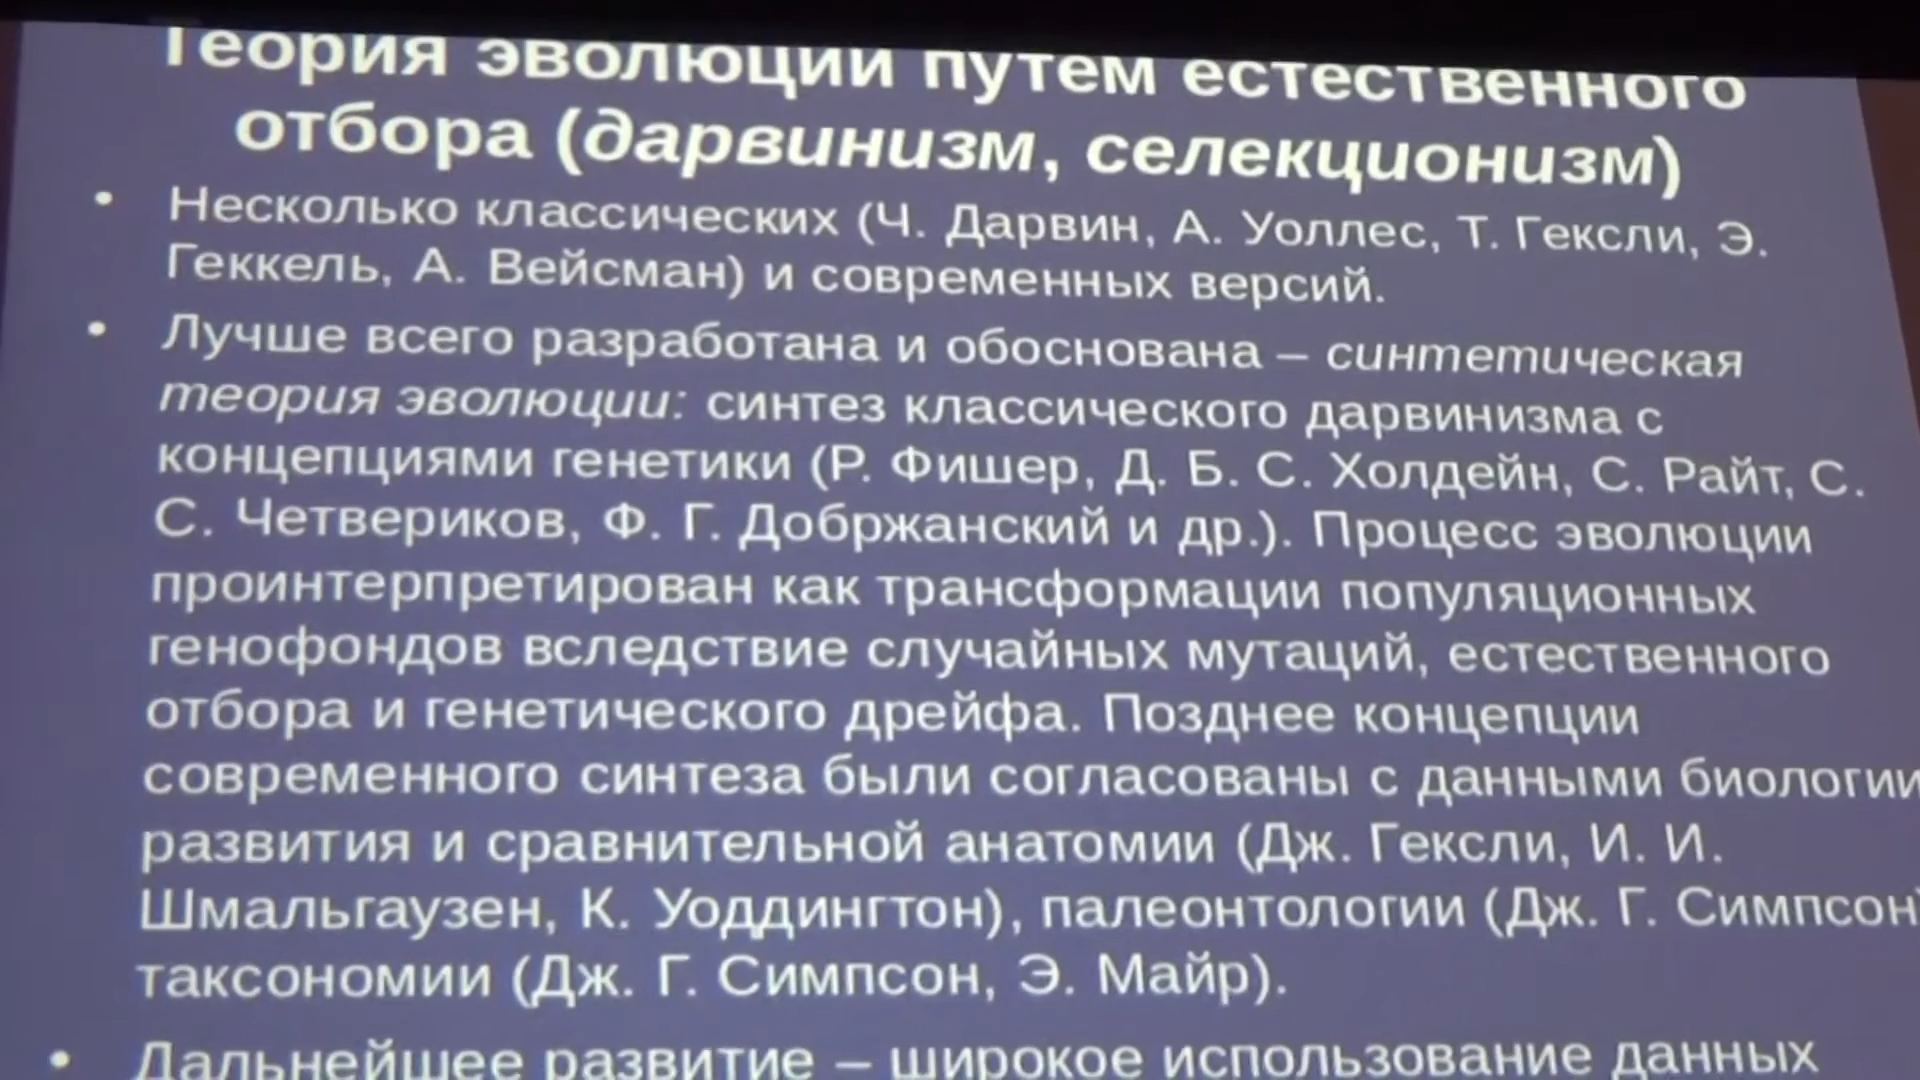 Теория эволюции путем естественного
отбора (дарвинизм, селекционизм)
• Несколько классических (Ч. Дарвин, А. Уоллес, Т. Гексли, Э.
Геккель, А. Вейсман) и современных версий.
• Лучше всего разработана и обоснована – синтетическая
теория эволюции: синтез классического дарвинизма с
концепциями генетики (Р. Фишер, Д. Б. С. Холдейн, С. Райт, С.
С. Четвериков, Ф. Г. Добржанский и др.). Процесс эволюции
проинтерпретирован как трансформации популяционных
генофондов вследствие случайных мутаций, естественного
отбора и генетического дрейфа. Позднее концепции
современного синтеза были согласованы с данными биологии
развития и сравнительной анатомии (Дж. Гексли, И. И.
Шмальгаузен, К. Уоддингтон), палеонтологии (Дж. Г. Симпсон)
таксономии (Дж. Г. Симпсон, Э. Майр).
• Дальнейшее развитие – широкое использование данных